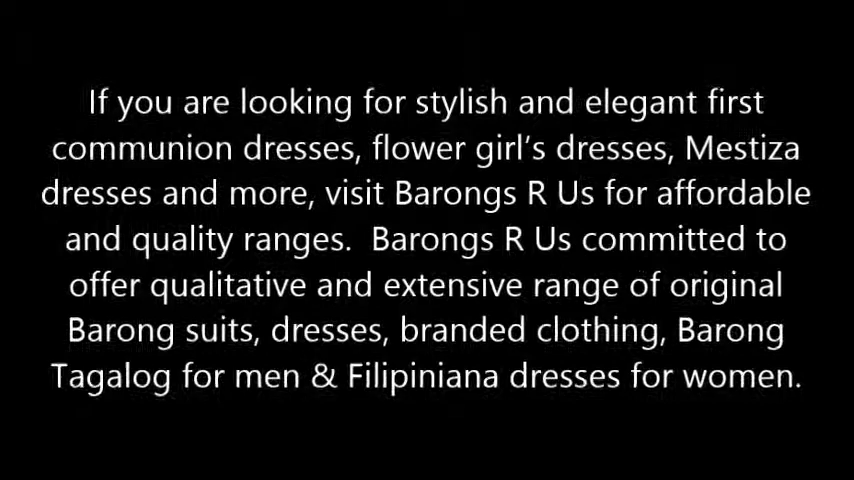 If you are looking for stylish and elegant first
communion dresses, flower girl's dresses, Mestiza
dresses and more, visit Barongs R Us for affordable
and quality ranges.  Barongs R Us committed to
offer qualitative and extensive range of original
Barong suits, dresses, branded clothing, Barong
Tagalog for men & Filipiniana dresses for women.